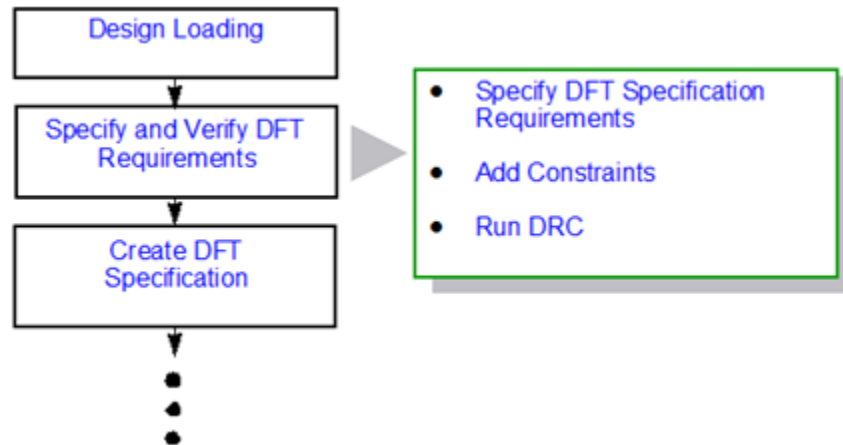 Design Loading
Specify and Verify DFT
Requirements
Create DFT
Specification
• Specify DFT Specification
Requirements
• Add Constraints
• Run DRC